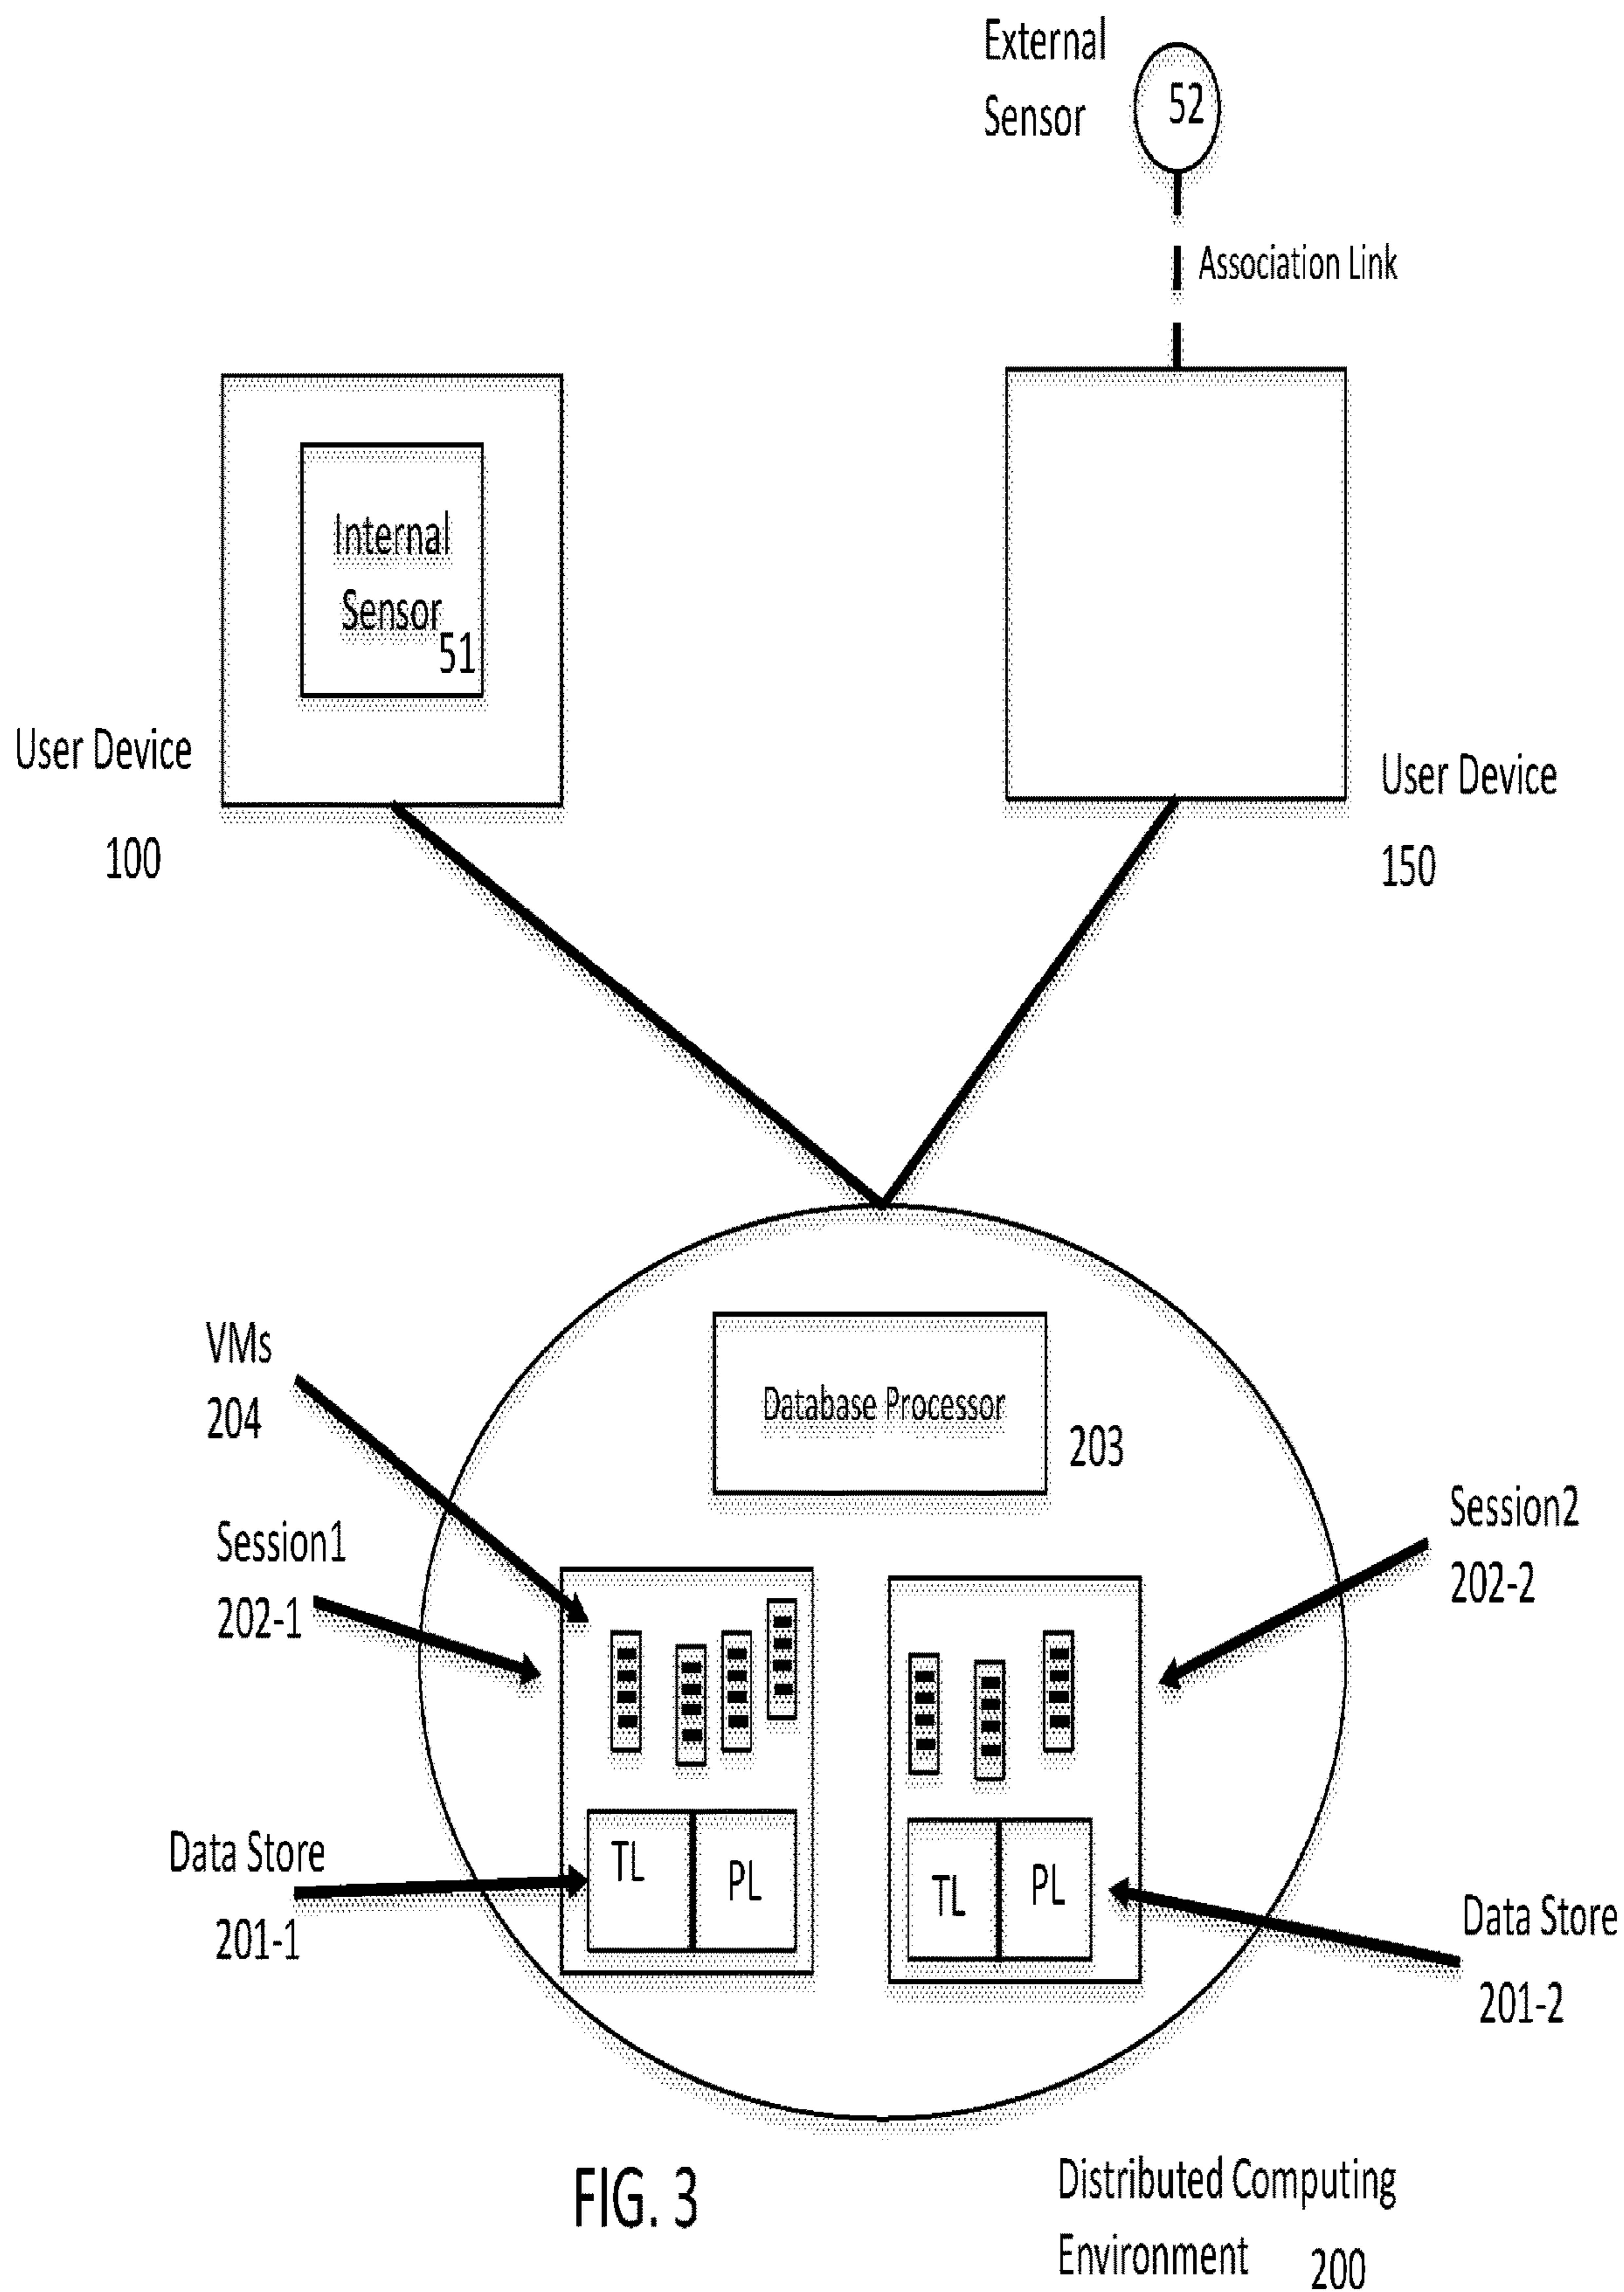 External
Sensor
52
Association Link
Internal
Sensor
51
User Device
100
User Device
150
VMs
204
Database Processor
203
Session1
202-1
Session2
202-2
Data Store
201-1
TL
PL
TL
PL
Data Store
201-2
FIG. 3
Distributed Computing
Environment 200